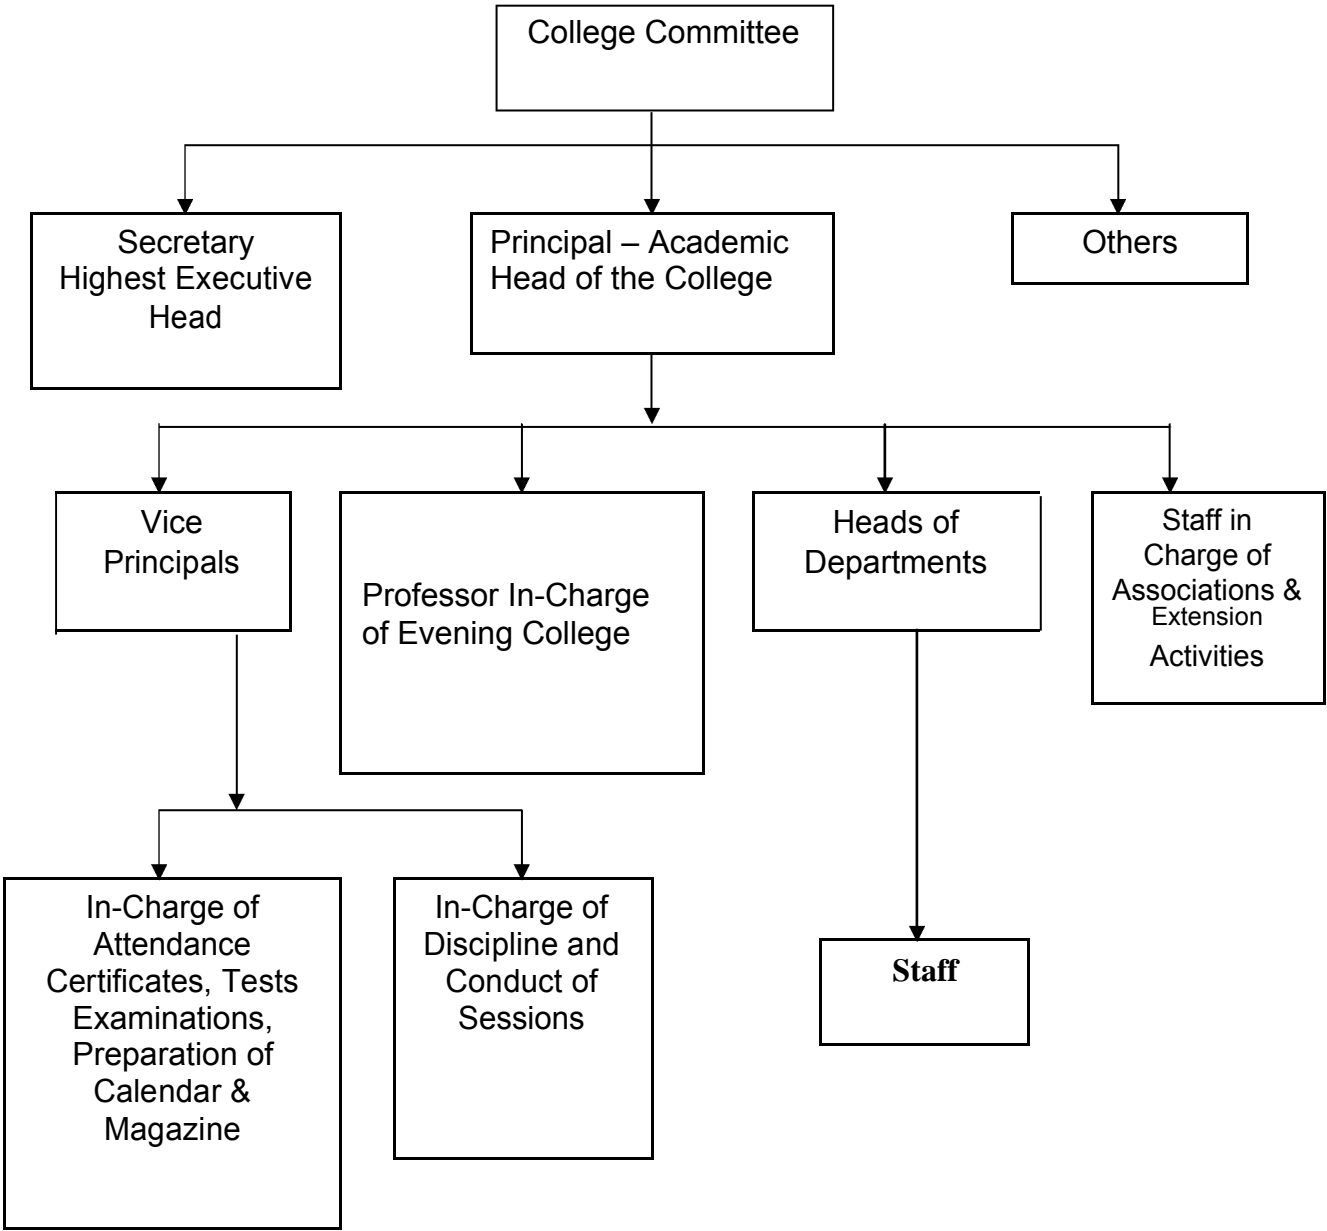 College Committee
Secretary
Highest Executive
Head
Principal – Academic
Head of the College
Others
Vice
Principals
Professor In-Charge
of Evening College
Heads of
Departments
Staff in
Charge of
Associations &
Extension
Activities
In-Charge of
Attendance
Certificates, Tests
Examinations,
Preparation of
Calendar &
Magazine
In-Charge of
Discipline and
Conduct of
Sessions
Staff